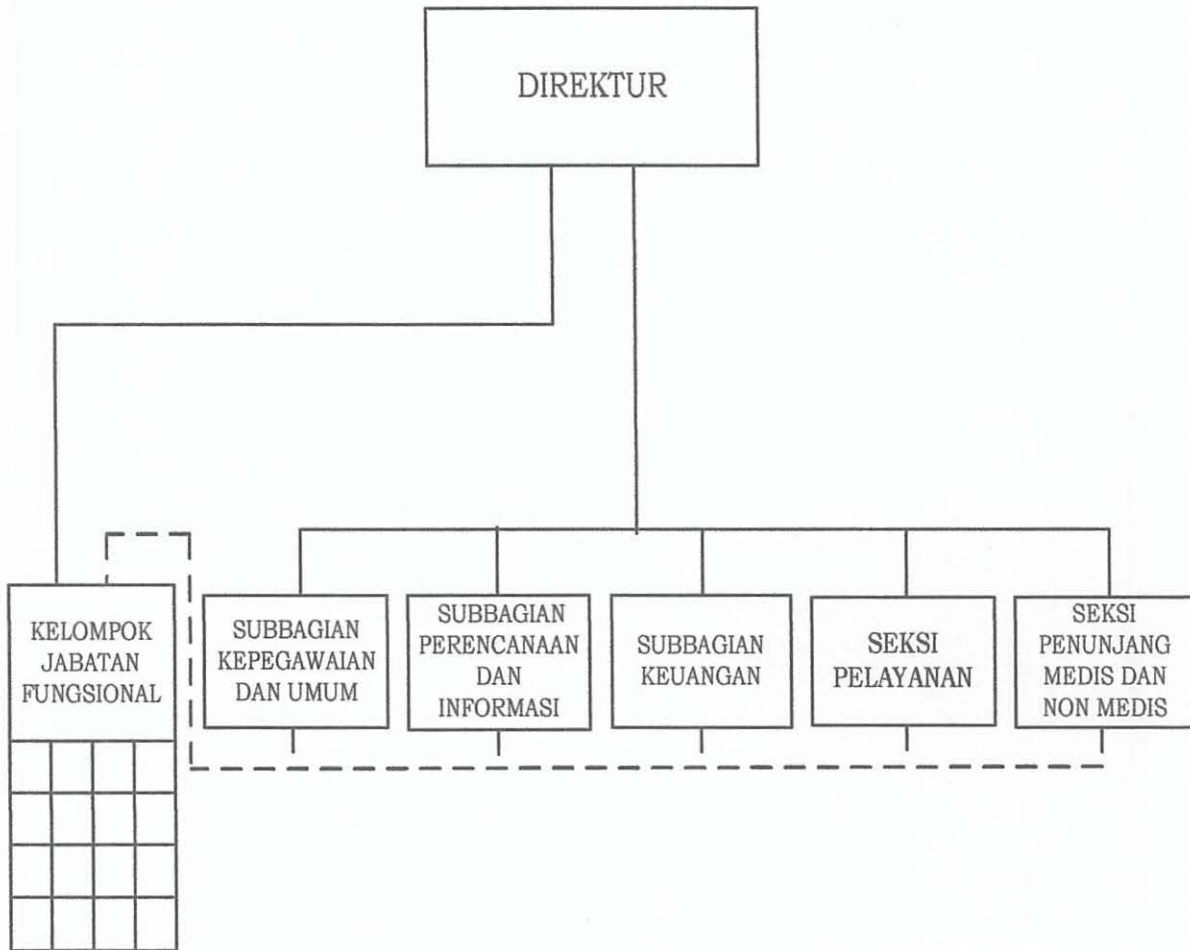 DIREKTUR
KELOMPOK
JABATAN
FUNGSIONAL
SUBBAGIAN
KEPEGAWAIAN
DAN UMUM
SUBBAGIAN
PERENCANAAN
DAN
INFORMASI
SUBBAGIAN
KEUANGAN
SEKSI
PELAYANAN
SEKSI
PENUNJANG
MEDIS DAN
NON MEDIS